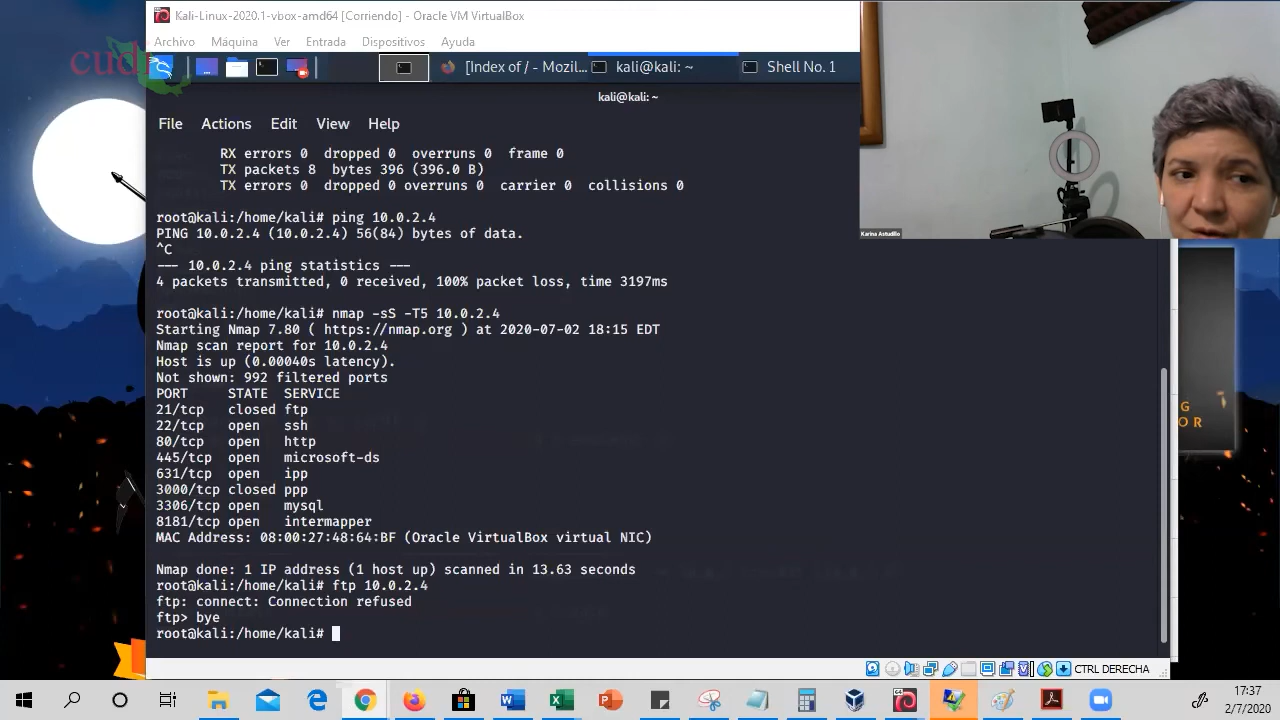 Kali-Linux-2020.1-vbox-amd64 [Corriendo] - Oracle VM VirtualBox
Archivo Máquina Ver Entrada Dispositivos Ayuda
cudi
[Index of / - Mozil... kali@kali: ~ Shell No. 1
kali@kali: ~
File Actions Edit View Help
RX errors 0 dropped 0 overruns 0 frame 0
TX packets 8 bytes 396 (396.0 B)
TX errors 0 dropped 0 overruns 0 carrier 0 collisions 0
root@kali:/home/kali# ping 10.0.2.4
PING 10.0.2.4 (10.0.2.4) 56(84) bytes of data.
^C
--- 10.0.2.4 ping statistics ---
4 packets transmitted, 0 received, 100% packet loss, time 3197ms
root@kali:/home/kali# nmap -sS -T5 10.0.2.4
Starting Nmap 7.80 ( https://nmap.org ) at 2020-07-02 18:15 EDT
Nmap scan report for 10.0.2.4
Host is up (0.00040s latency).
Not shown: 992 filtered ports
PORT STATE SERVICE
21/tcp closed ftp
22/tcp open ssh
80/tcp open http
445/tcp open microsoft-ds
631/tcp open ipp
3000/tcp closed ppp
3306/tcp open mysql
8181/tcp open intermapper
MAC Address: 08:00:27:48:64:BF (Oracle VirtualBox virtual NIC)
Nmap done: 1 IP address (1 host up) scanned in 13.63 seconds
root@kali:/home/kali# ftp 10.0.2.4
ftp: connect: Connection refused
ftp> bye
root@kali:/home/kali#
Karina Astudillo
G
OR
CTRL DERECHA
17:37
2/7/2020